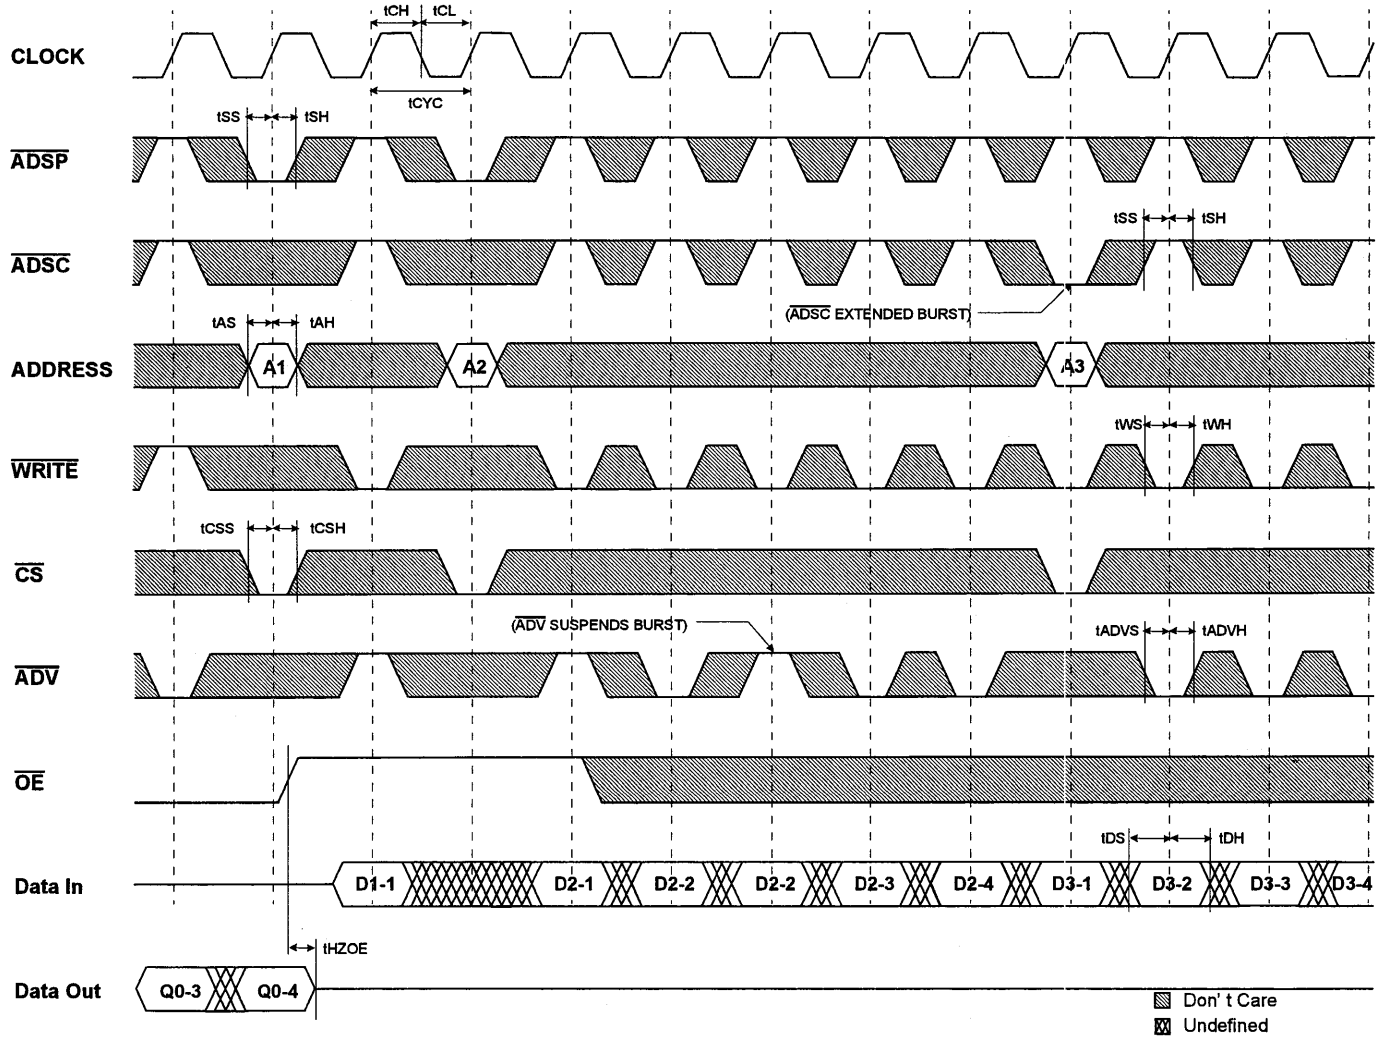 tCH tCL
CLOCK
tCYC
tSS tSH
ADSP
tSS tSH
ADSC
(ADSC EXTENDED BURST)
tAS tAH
ADDRESS A1 A2 A3
tWS tWH
WRITE
tCSS tCSH
CS
(ADV SUSPENDS BURST)
tADVS tADVH
ADV
OE
tDS tDH
Data In D1-1 D2-1 D2-2 D2-2 D2-3 D2-4 D3-1 D3-2 D3-3 D3-4
tHZOE
Data Out Q0-3 Q0-4
Don' t Care
Undefined